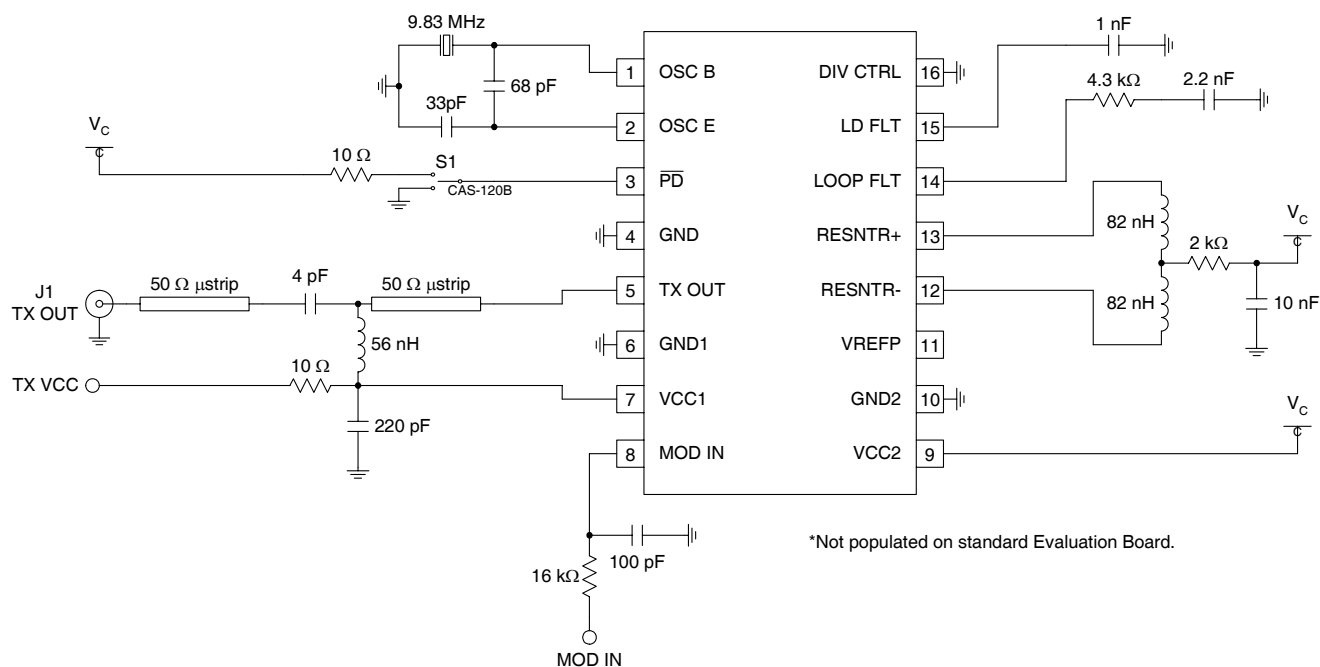 9.83 MHz
68 pF
33pF
V_C
10 Ω
S1
CAS-120B
J1
TX OUT
50 Ω µstrip
4 pF
50 Ω µstrip
56 nH
TX VCC
10 Ω
220 pF
1
OSC B
2
OSC E
3
PD
4
GND
5
TX OUT
6
GND1
7
VCC1
8
MOD IN
DIV CTRL
16
LD FLT
15
LOOP FLT
14
RESNTR+
13
RESNTR-
12
VREFP
11
GND2
10
VCC2
9
1 nF
4.3 kΩ
2.2 nF
82 nH
82 nH
2 kΩ
V_C
10 nF
V_C
100 pF
16 kΩ
MOD IN
*Not populated on standard Evaluation Board.